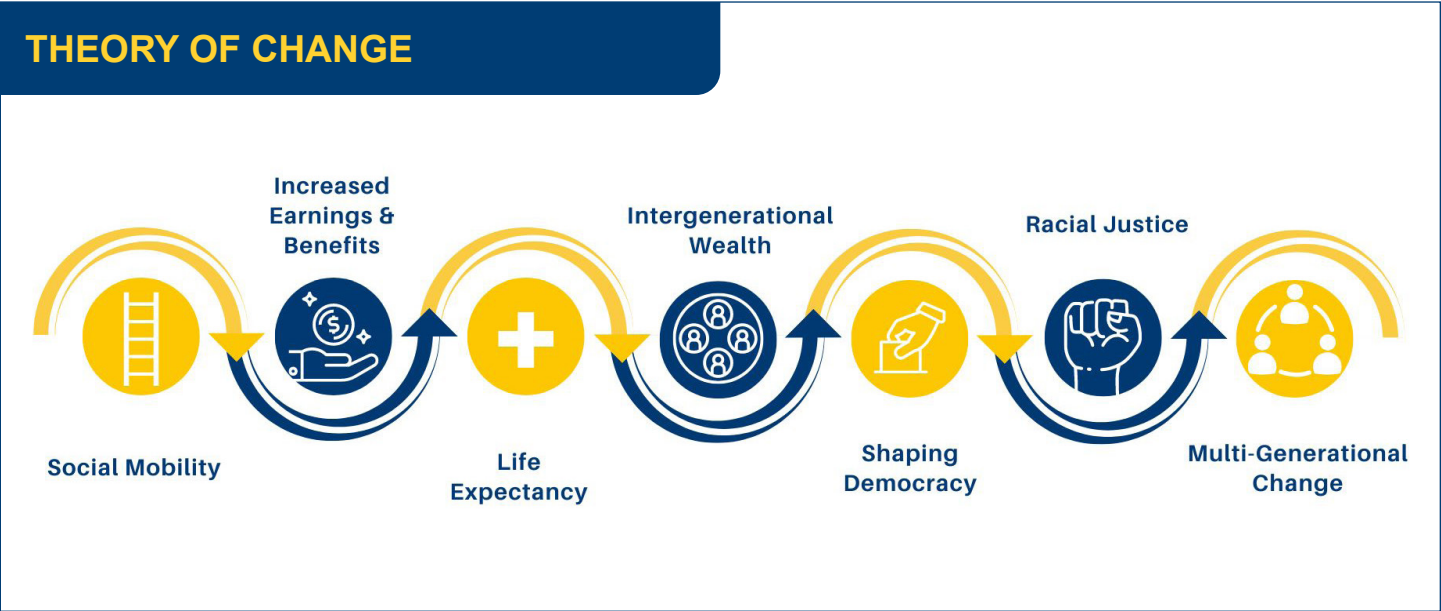 THEORY OF CHANGE
Social Mobility
Increased
Earnings &
Benefits
$
Life
Expectancy
Intergenerational
Wealth
Shaping
Democracy
Racial Justice
Multi-Generational
Change